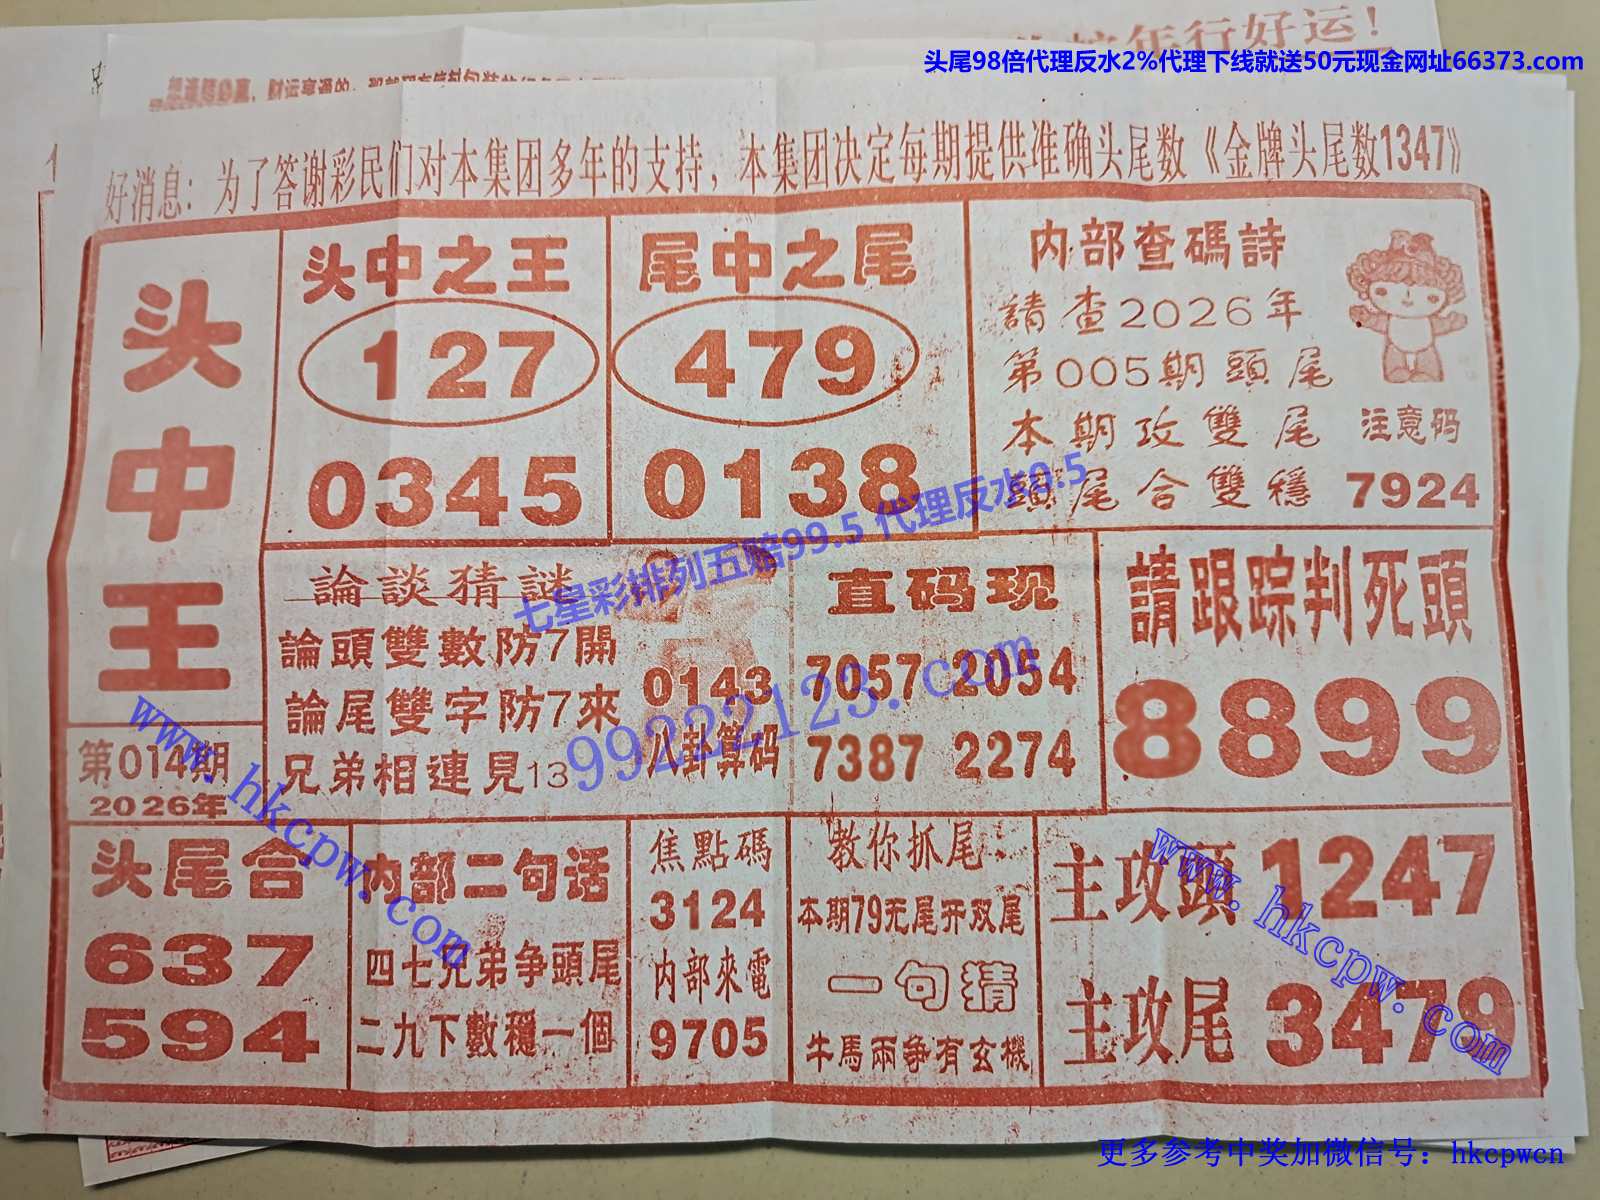 年行好运！
头尾98倍代理反水2%代理下线就送50元现金网址66373.com
好消息：为了答谢彩民们对本集团多年的支持，本集团决定每期提供准确头尾数《金牌头尾数1347》
头中王
第014期
2026年
头中之王
127
0345
尾中之尾
479
0138
内部查碼詩
請查2026年
第005期頭尾
本期攻雙尾
頭尾合雙穩
注意码
7924
論談猜謎
論頭雙數防7開
論尾雙字防7來
兄弟相連見13
0143
八卦算码
直码现
7057 2054
7387 2274
請跟踪判死頭
8899
头尾合
637
594
内部二句话
四七兄弟争頭尾
二九下數穩一個
焦點碼
3124
内部來電
9705
教你抓尾：
本期79无尾开双尾
一句猜
牛馬兩争有玄機
主攻頭 1247
主攻尾 3479
七星彩排列五赔99.5 代理反水9.5
99222123.com
www.hkcpw.com
www.hkcpw.com
更多参考中奖加微信号：hkcpwcn